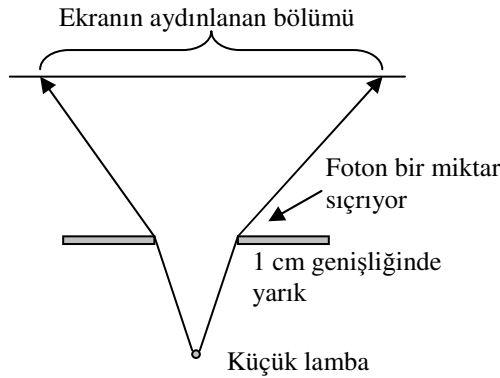 Ekranın aydınlanan bölümü
Foton bir miktar
sıçrıyor
1 cm genişliğinde
yarık
Küçük lamba